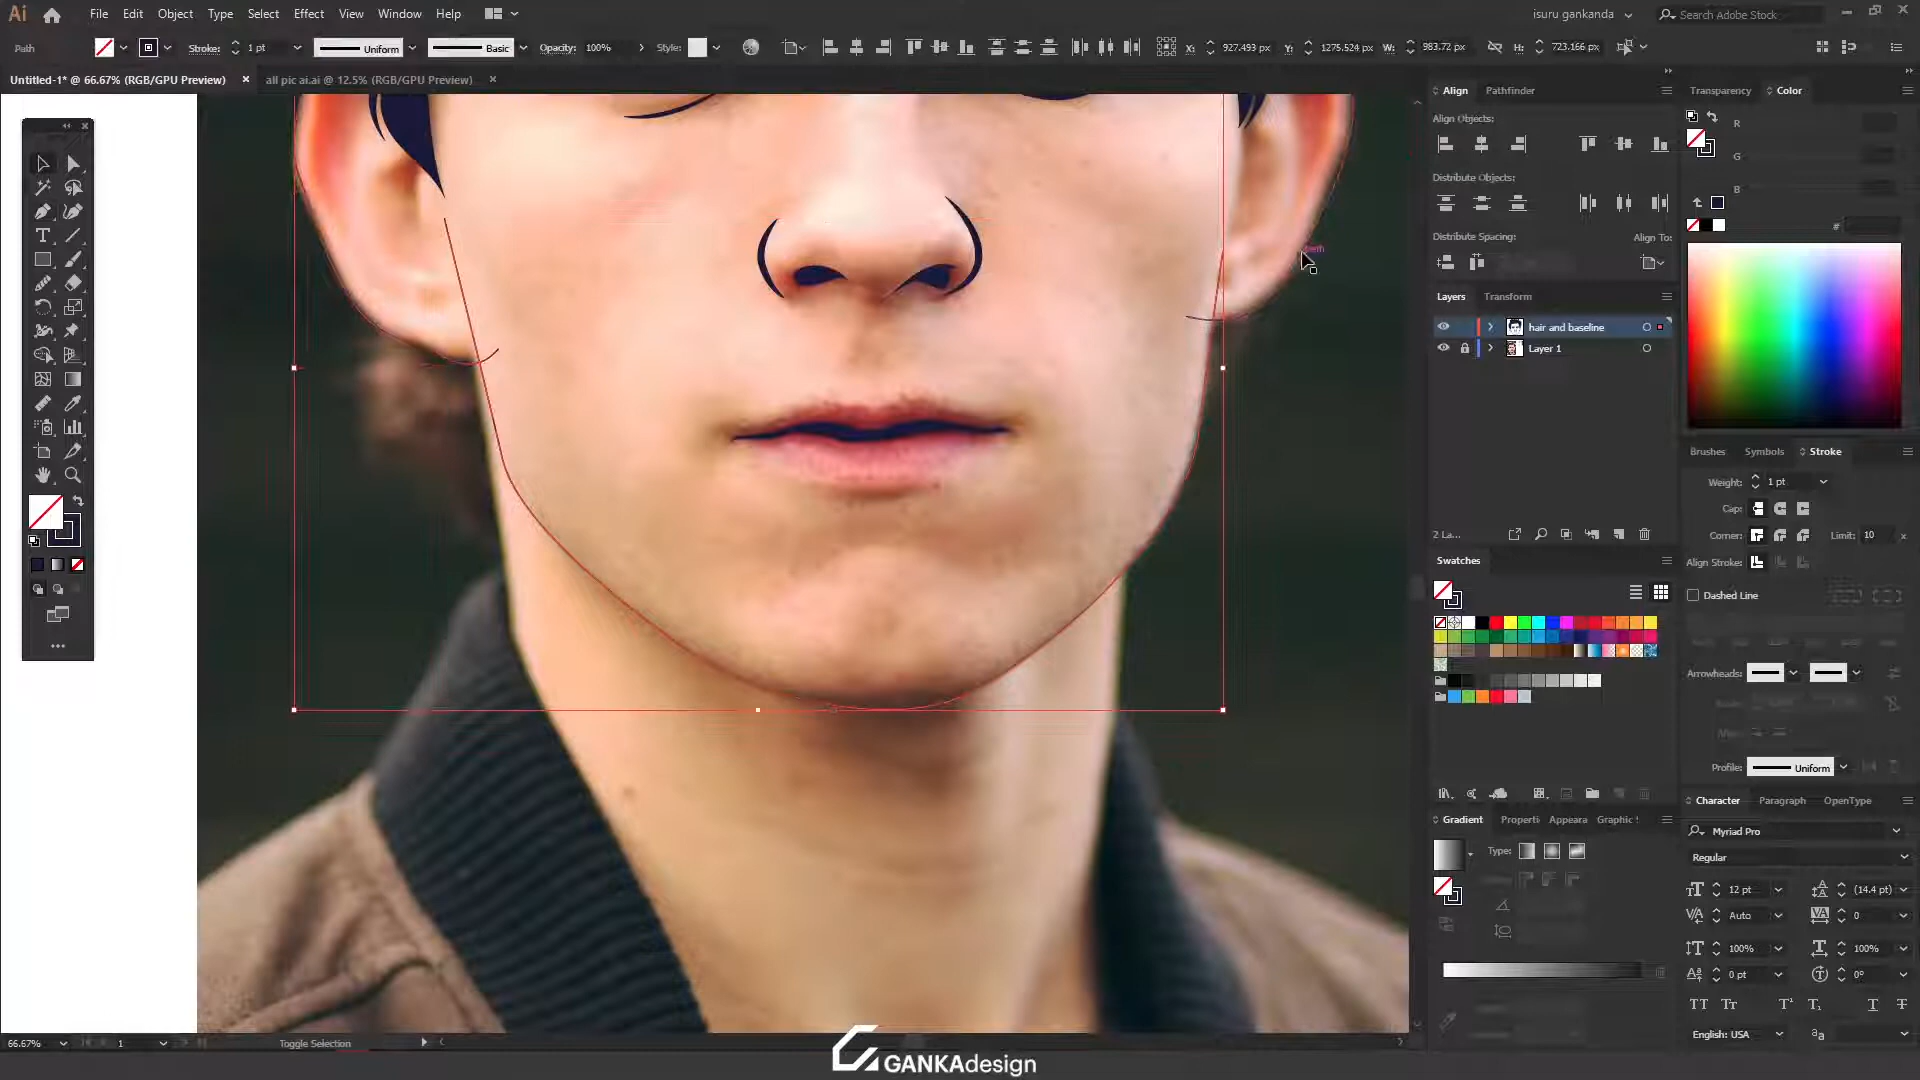 Ai File Edit Object Type Select Effect View Window Help isuru gankanda Search Adobe Stock
Path Stroke: 1 pt Uniform Basic Opacity: 100% Style: X: 927.493 px Y: 1275.524 px W: 983.72 px H: 723.166 px
Untitled-1* @ 66.67% (RGB/GPU Preview) × all pic ai.ai @ 12.5% (RGB/GPU Preview) ×
Align Pathfinder
Align Objects:
Distribute Objects:
Distribute Spacing: Align To:
Layers Transform
hair and baseline
Layer 1
2 La...
Swatches
Gradient Properti Appeara Graphic
Type:
Transparency Color
R
G
B
#
Brushes Symbols Stroke
Weight: 1 pt
Cap:
Corner: Limit: 10 x
Align Stroke:
Dashed Line
Arrowheads:
Profile: Uniform
Character Paragraph OpenType
Myriad Pro
Regular
12 pt (14.4 pt)
Auto 0
100% 100%
0 pt 0°
English: USA
66.67% 1 Toggle Selection
GANKAdesign